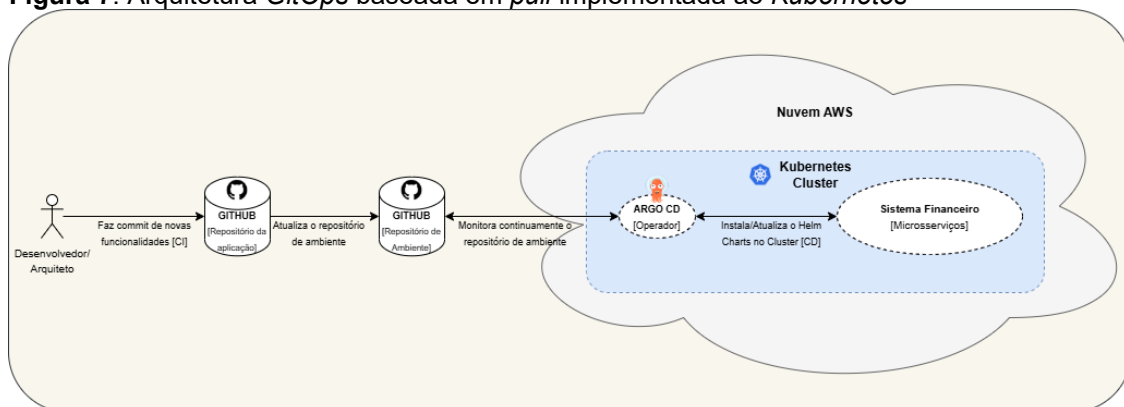 Figura 7: Arquitetura GitOps baseada em pull implementada ao Kubernetes
Nuvem AWS
Kubernetes
Cluster
GITHUB
[Repositório da
aplicação]
GITHUB
[Repositório de
Ambiente]
ARGO CD
[Operador]
Sistema Financeiro
[Microsserviços]
Faz commit de novas
funcionalidades [CI]
Atualiza o repositório
de ambiente
Monitora continuamente o
repositório de ambiente
Instala/Atualiza o Helm
Charts no Cluster [CD]
Desenvolvedor/
Arquiteto